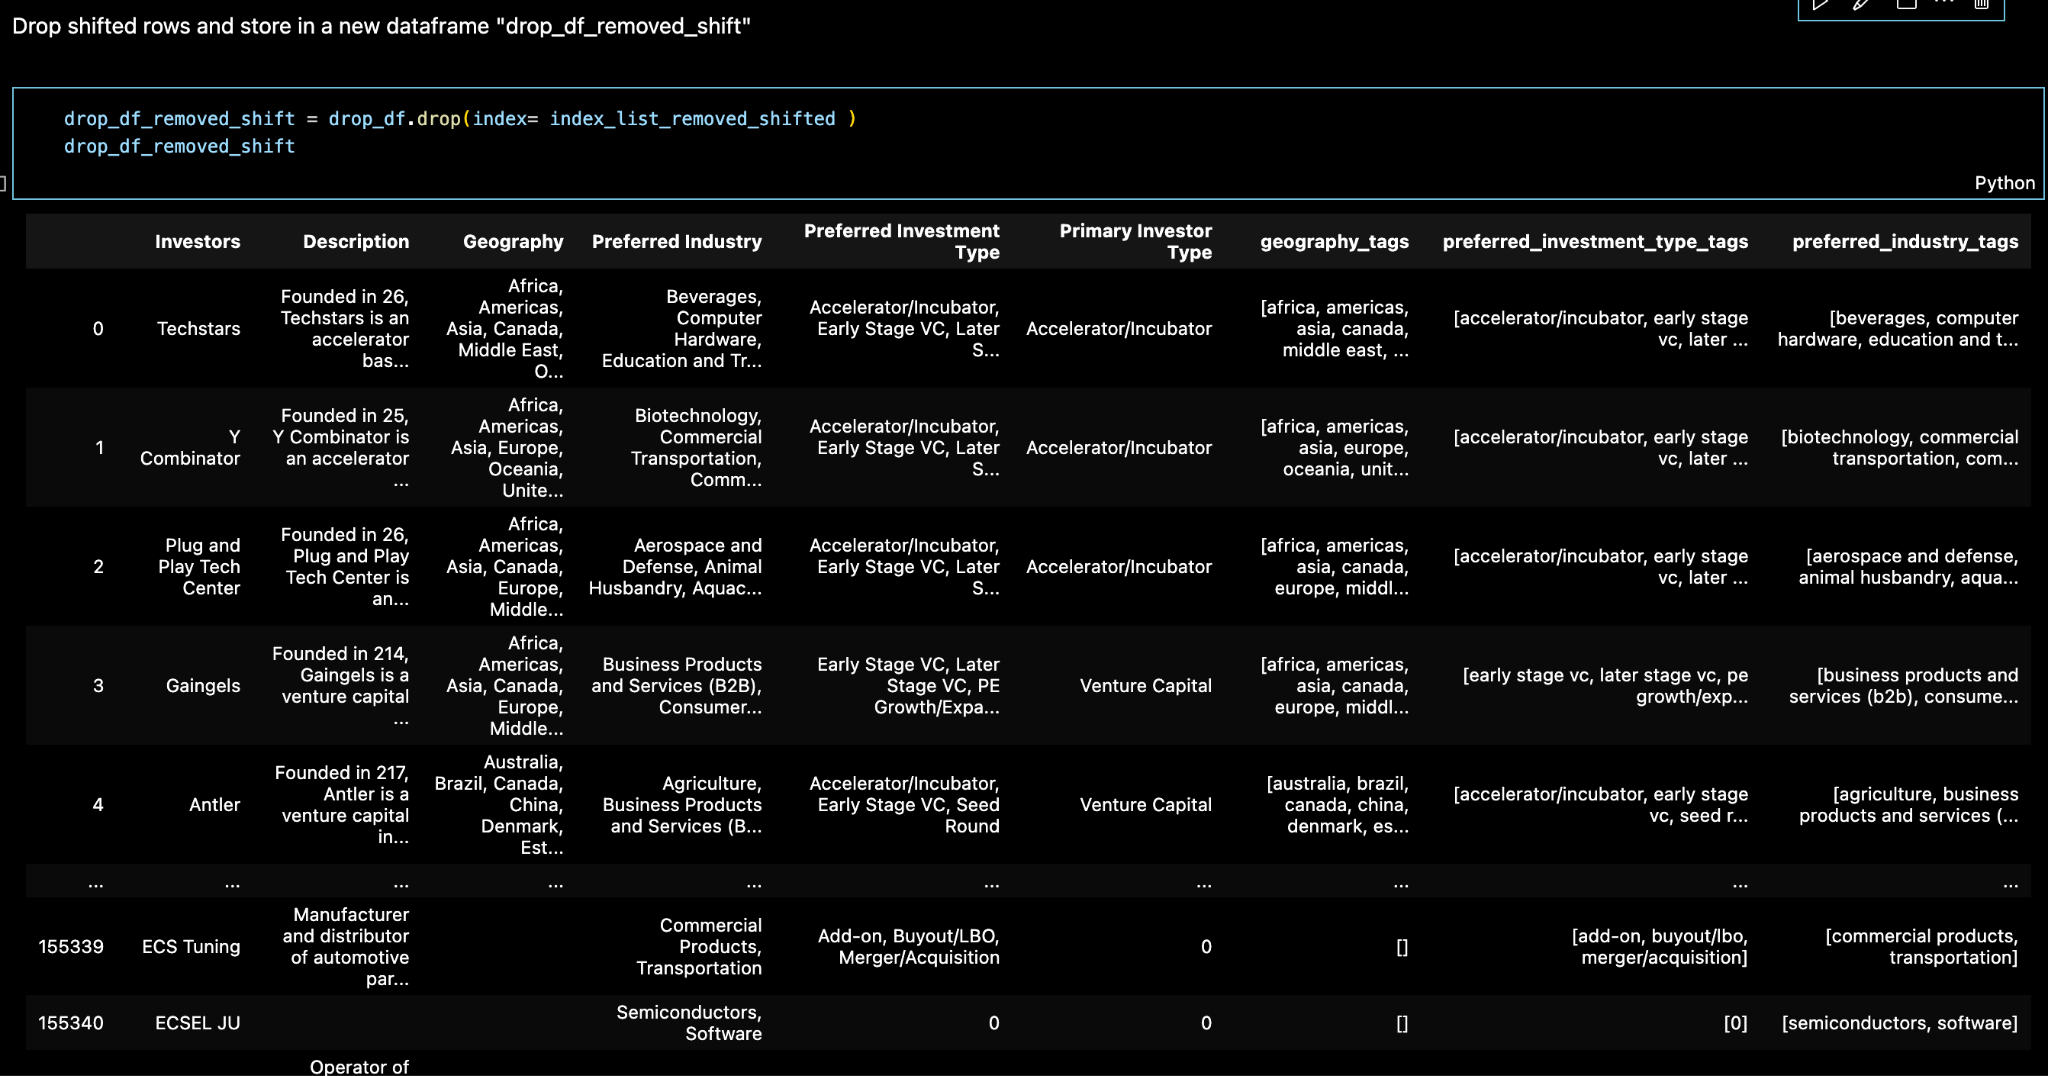 Drop shifted rows and store in a new dataframe "drop_df_removed_shift"
drop_df_removed_shift = drop_df.drop(index= index_list_removed_shifted )
drop_df_removed_shift
Python
Investors Description Geography Preferred Industry Preferred Investment Type Primary Investor Type geography_tags preferred_investment_type_tags preferred_industry_tags
0 Techstars Founded in 26, Techstars is an accelerator bas... Africa, Americas, Asia, Canada, Middle East, O... Beverages, Computer Hardware, Education and Tr... Accelerator/Incubator, Early Stage VC, Later S... Accelerator/Incubator [africa, americas, asia, canada, middle east, ... [accelerator/incubator, early stage vc, later ... [beverages, computer hardware, education and t...
1 Y Combinator Founded in 25, Y Combinator is an accelerator ... Africa, Americas, Asia, Europe, Oceania, Unite... Biotechnology, Commercial Transportation, Comm... Accelerator/Incubator, Early Stage VC, Later S... Accelerator/Incubator [africa, americas, asia, europe, oceania, unit... [accelerator/incubator, early stage vc, later ... [biotechnology, commercial transportation, com...
2 Plug and Play Tech Center Founded in 26, Plug and Play Tech Center is an... Africa, Americas, Asia, Canada, Europe, Middle... Aerospace and Defense, Animal Husbandry, Aquac... Accelerator/Incubator, Early Stage VC, Later S... Accelerator/Incubator [africa, americas, asia, canada, europe, middl... [accelerator/incubator, early stage vc, later ... [aerospace and defense, animal husbandry, aqua...
3 Gaingels Founded in 214, Gaingels is a venture capital ... Africa, Americas, Asia, Canada, Europe, Middle... Business Products and Services (B2B), Consumer... Early Stage VC, Later Stage VC, PE Growth/Expa... Venture Capital [africa, americas, asia, canada, europe, middl... [early stage vc, later stage vc, pe growth/exp... [business products and services (b2b), consume...
4 Antler Founded in 217, Antler is a venture capital in... Australia, Brazil, Canada, China, Denmark, Est... Agriculture, Business Products and Services (B... Accelerator/Incubator, Early Stage VC, Seed Round Venture Capital [australia, brazil, canada, china, denmark, es... [accelerator/incubator, early stage vc, seed r... [agriculture, business products and services (...
... ... ... ... ... ... ... ... ... ...
155339 ECS Tuning Manufacturer and distributor of automotive par... Commercial Products, Transportation Add-on, Buyout/LBO, Merger/Acquisition 0 [] [add-on, buyout/lbo, merger/acquisition] [commercial products, transportation]
155340 ECSEL JU Semiconductors, Software 0 0 [] [0] [semiconductors, software]
Operator of